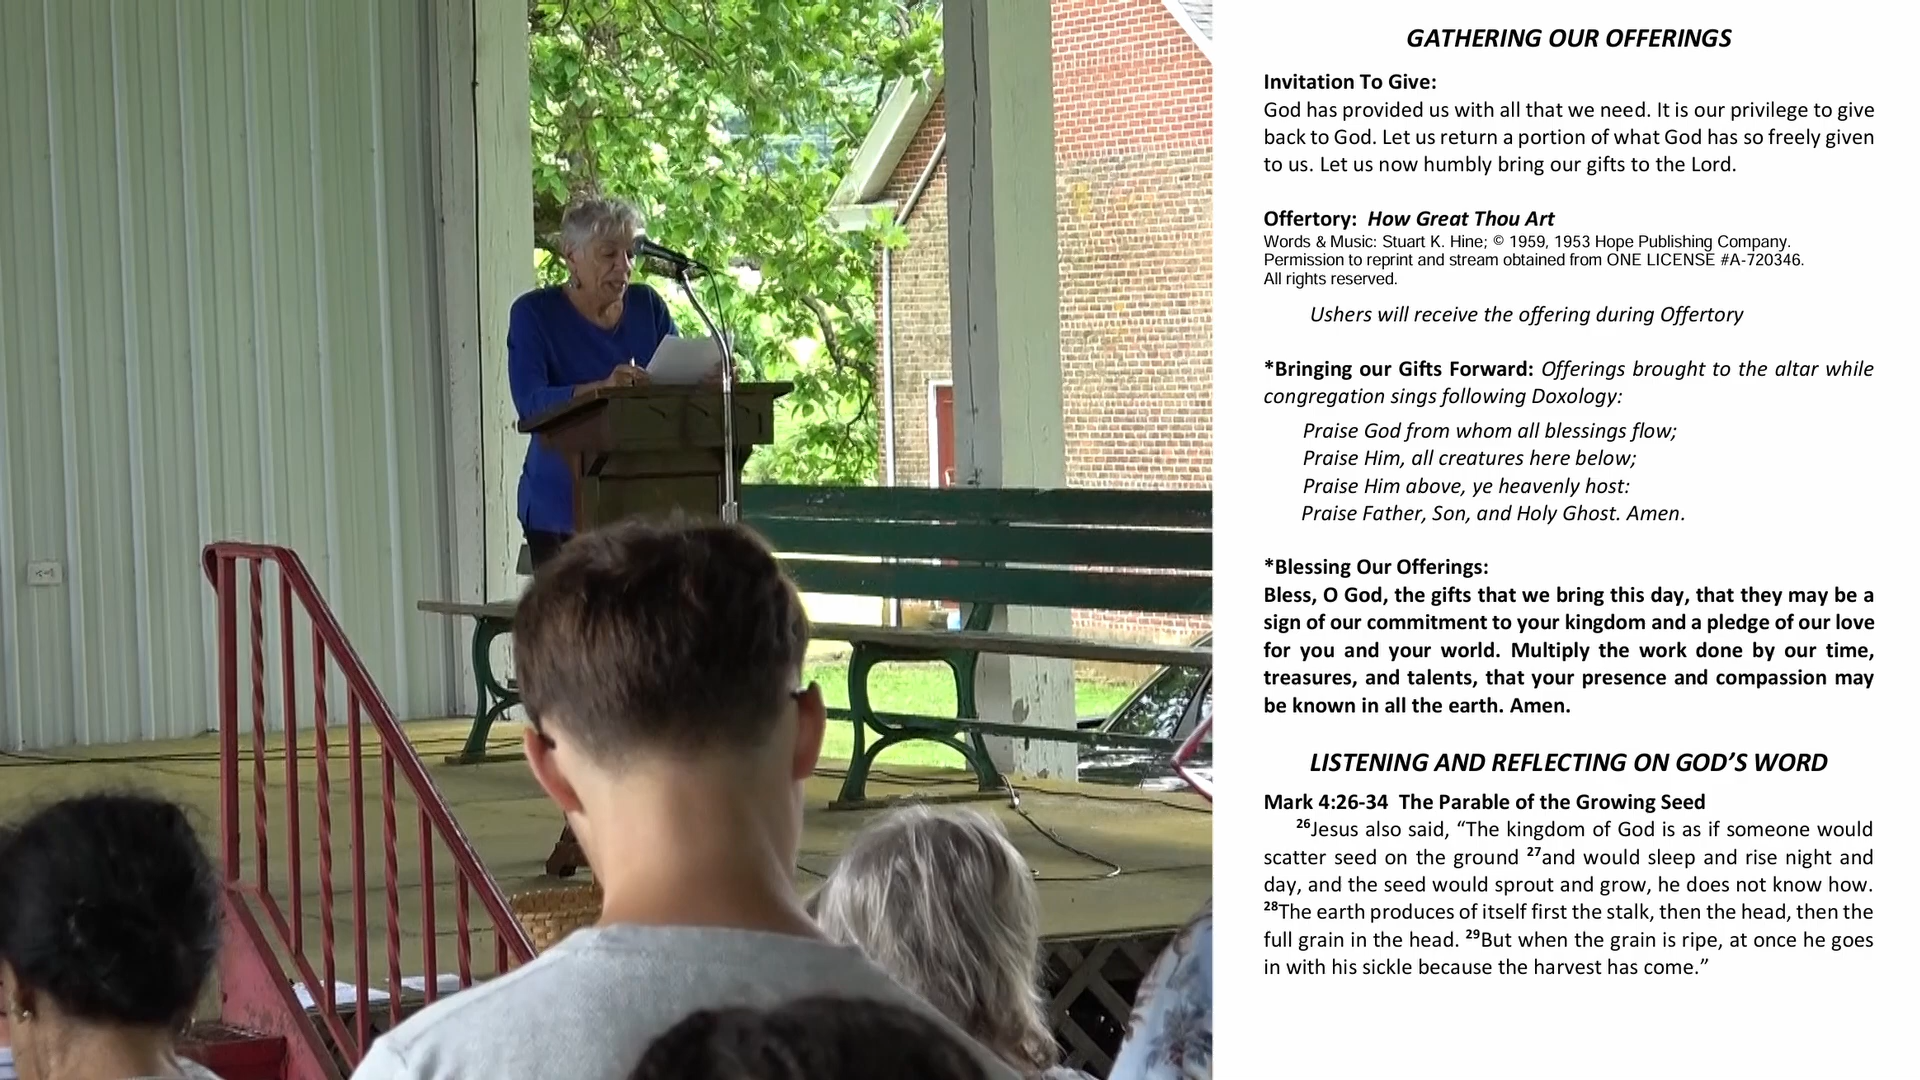 GATHERING OUR OFFERINGS
Invitation To Give:
God has provided us with all that we need. It is our privilege to give
back to God. Let us return a portion of what God has so freely given
to us. Let us now humbly bring our gifts to the Lord.
Offertory: How Great Thou Art
Words & Music: Stuart K. Hine; © 1959, 1953 Hope Publishing Company.
Permission to reprint and stream obtained from ONE LICENSE #A-720346.
All rights reserved.
Ushers will receive the offering during Offertory
*Bringing our Gifts Forward: Offerings brought to the altar while
congregation sings following Doxology:
Praise God from whom all blessings flow;
Praise Him, all creatures here below;
Praise Him above, ye heavenly host:
Praise Father, Son, and Holy Ghost. Amen.
*Blessing Our Offerings:
Bless, O God, the gifts that we bring this day, that they may be a
sign of our commitment to your kingdom and a pledge of our love
for you and your world. Multiply the work done by our time,
treasures, and talents, that your presence and compassion may
be known in all the earth. Amen.
LISTENING AND REFLECTING ON GOD’S WORD
Mark 4:26-34 The Parable of the Growing Seed
26Jesus also said, “The kingdom of God is as if someone would
scatter seed on the ground 27and would sleep and rise night and
day, and the seed would sprout and grow, he does not know how.
28The earth produces of itself first the stalk, then the head, then the
full grain in the head. 29But when the grain is ripe, at once he goes
in with his sickle because the harvest has come.”